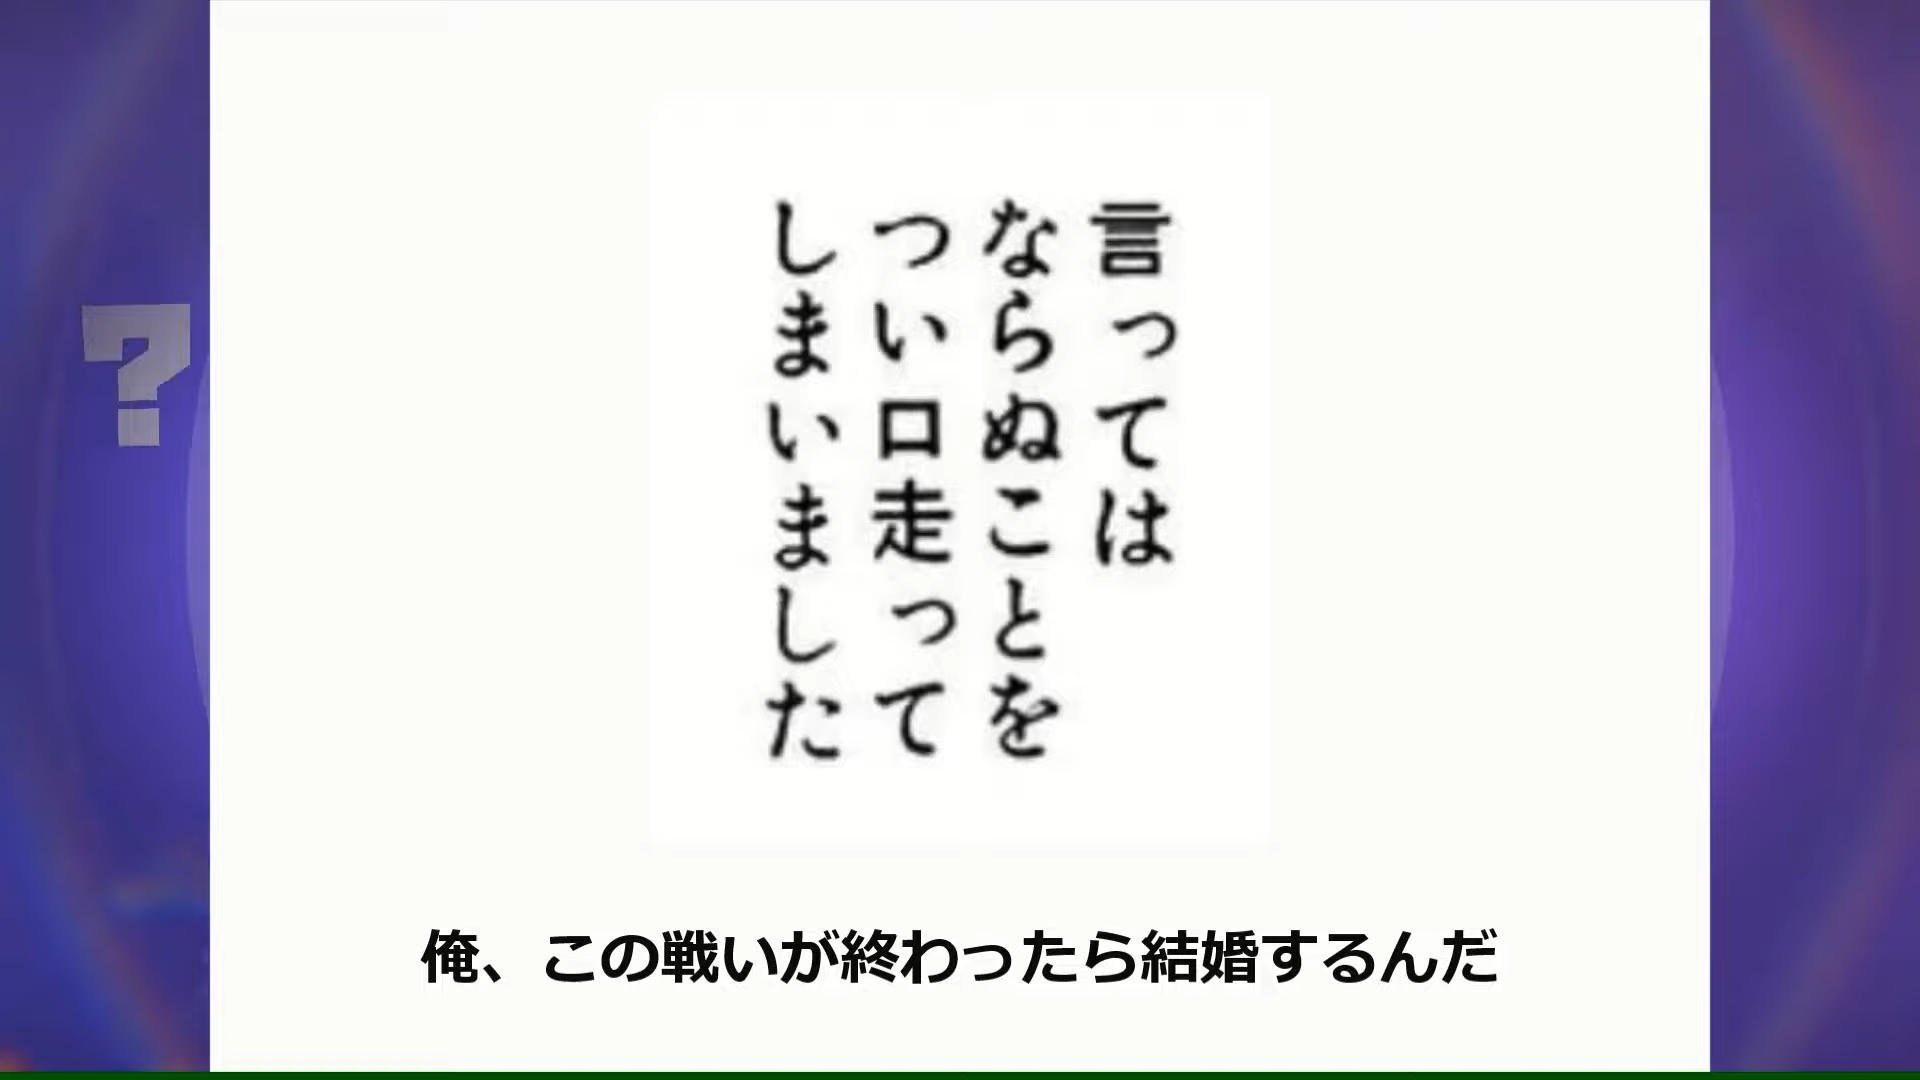 言っては
ならぬことを
つい口走って
しまいました
俺、この戦いが終わったら結婚するんだ
?